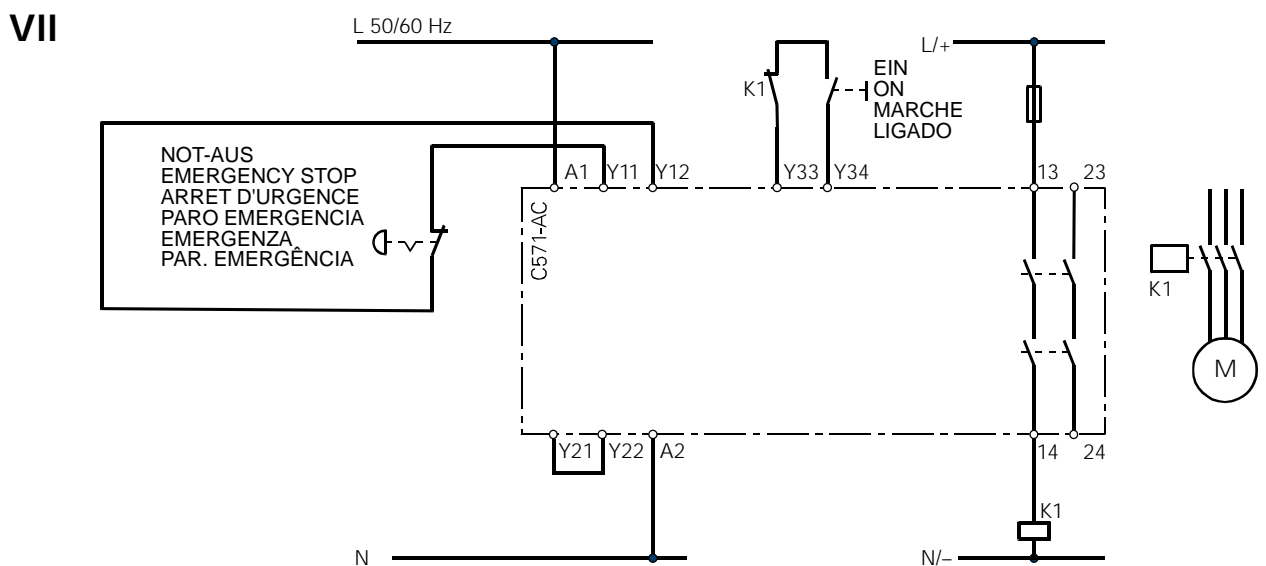 VII
L 50/60 Hz
L/+
K1
EIN
ON
MARCHE
LIGADO
NOT-AUS
EMERGENCY STOP
ARRET D'URGENCE
PARO EMERGENCIA
EMERGENZA
PAR. EMERGÊNCIA
A1 Y11 Y12 Y33 Y34 13 23
C571-AC
K1
M
Y21 Y22 A2 14 24
K1
N N/–